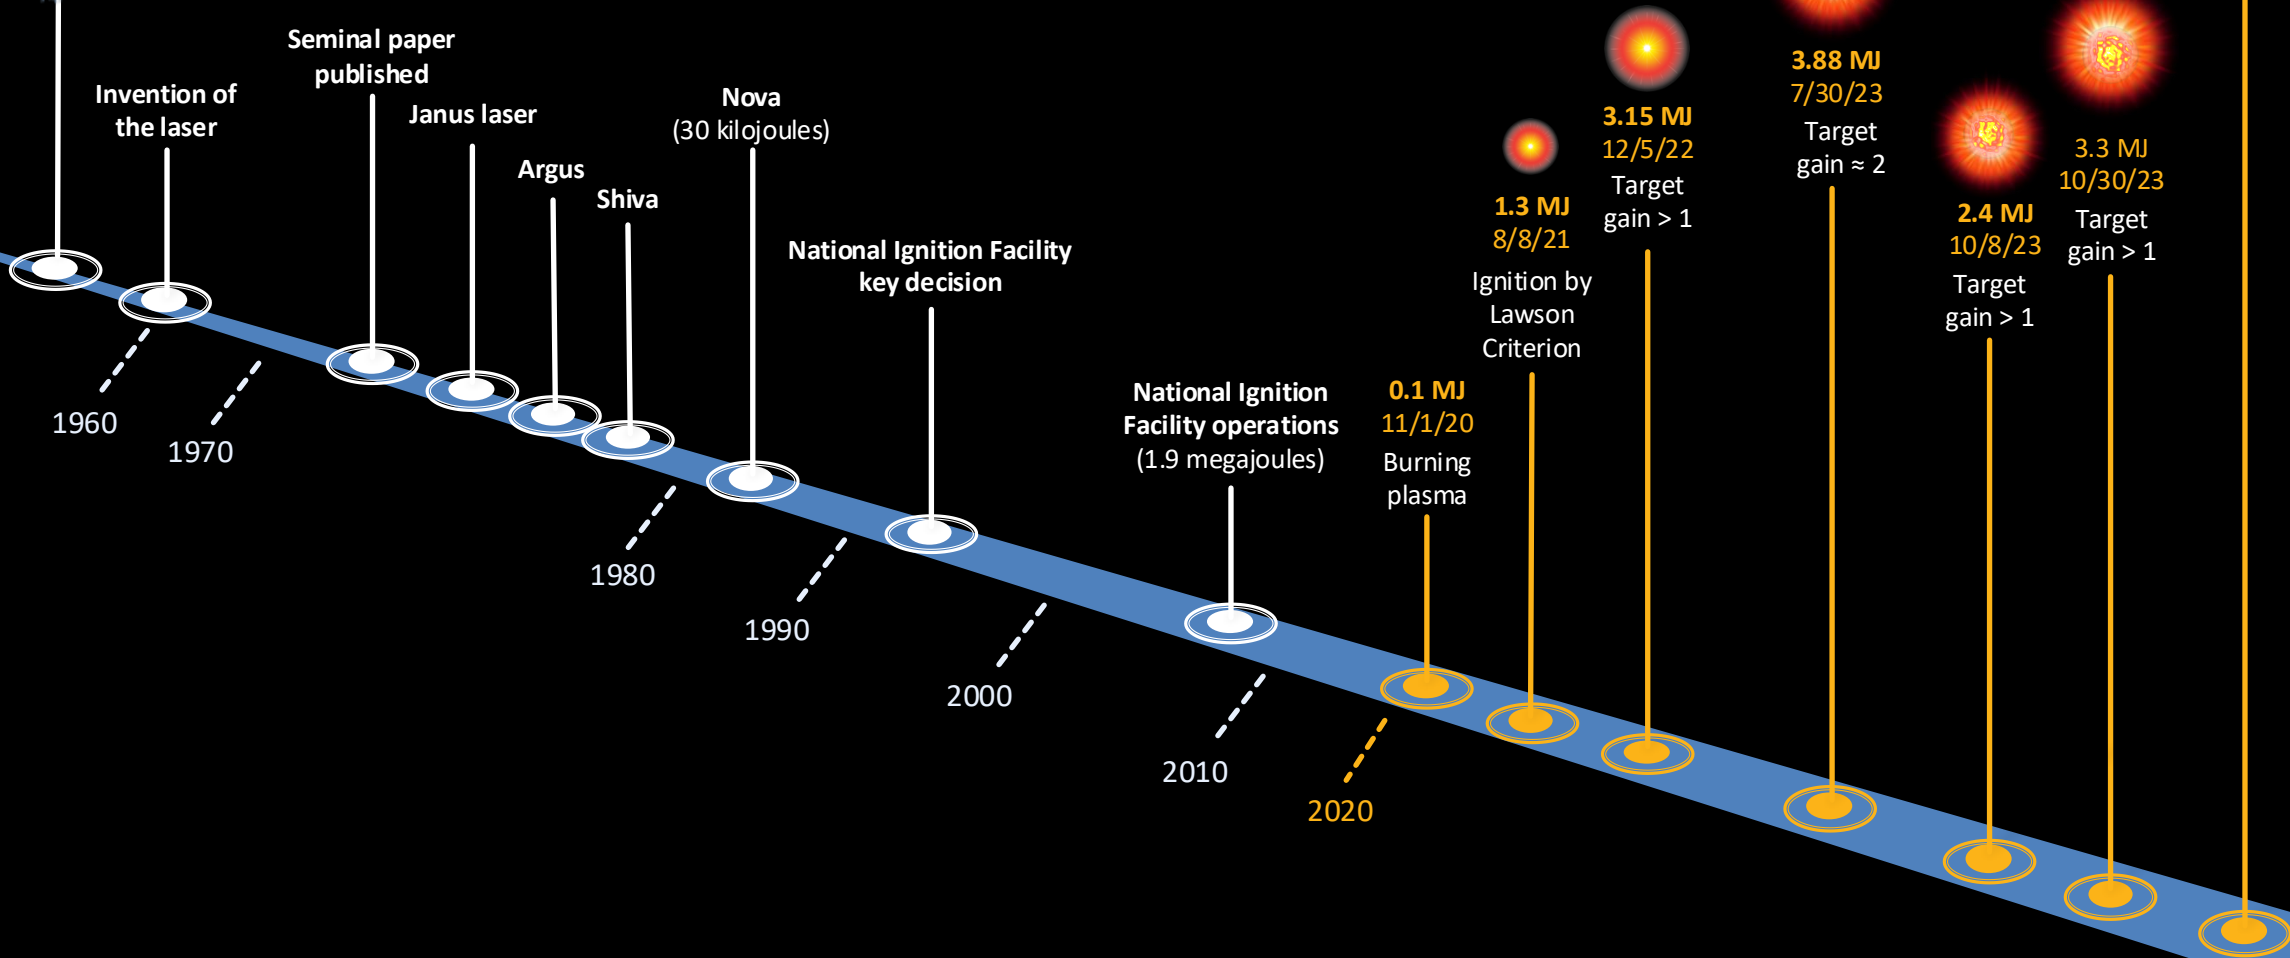 Invention of
the laser
Seminal paper
published
Janus laser
Argus
Shiva
Nova
(30 kilojoules)
National Ignition Facility
key decision
National Ignition
Facility operations
(1.9 megajoules)
0.1 MJ
11/1/20
Burning
plasma
1.3 MJ
8/8/21
Ignition by
Lawson
Criterion
3.15 MJ
12/5/22
Target
gain > 1
3.88 MJ
7/30/23
Target
gain ≈ 2
2.4 MJ
10/8/23
Target
gain > 1
3.3 MJ
10/30/23
Target
gain > 1
1960
1970
1980
1990
2000
2010
2020